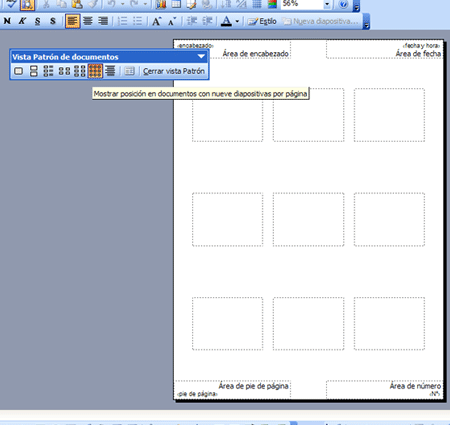 56%
N K S S
A A A Estilo Nueva diapositiva...
Vista Patrón de documentos
Cerrar vista Patrón
Mostrar posición en documentos con nueve diapositivas por página
‹encabezado›
Área de encabezado
‹fecha y hora›
Área de fecha
Área de pie de página
‹pie de página›
Área de número
‹Nº›